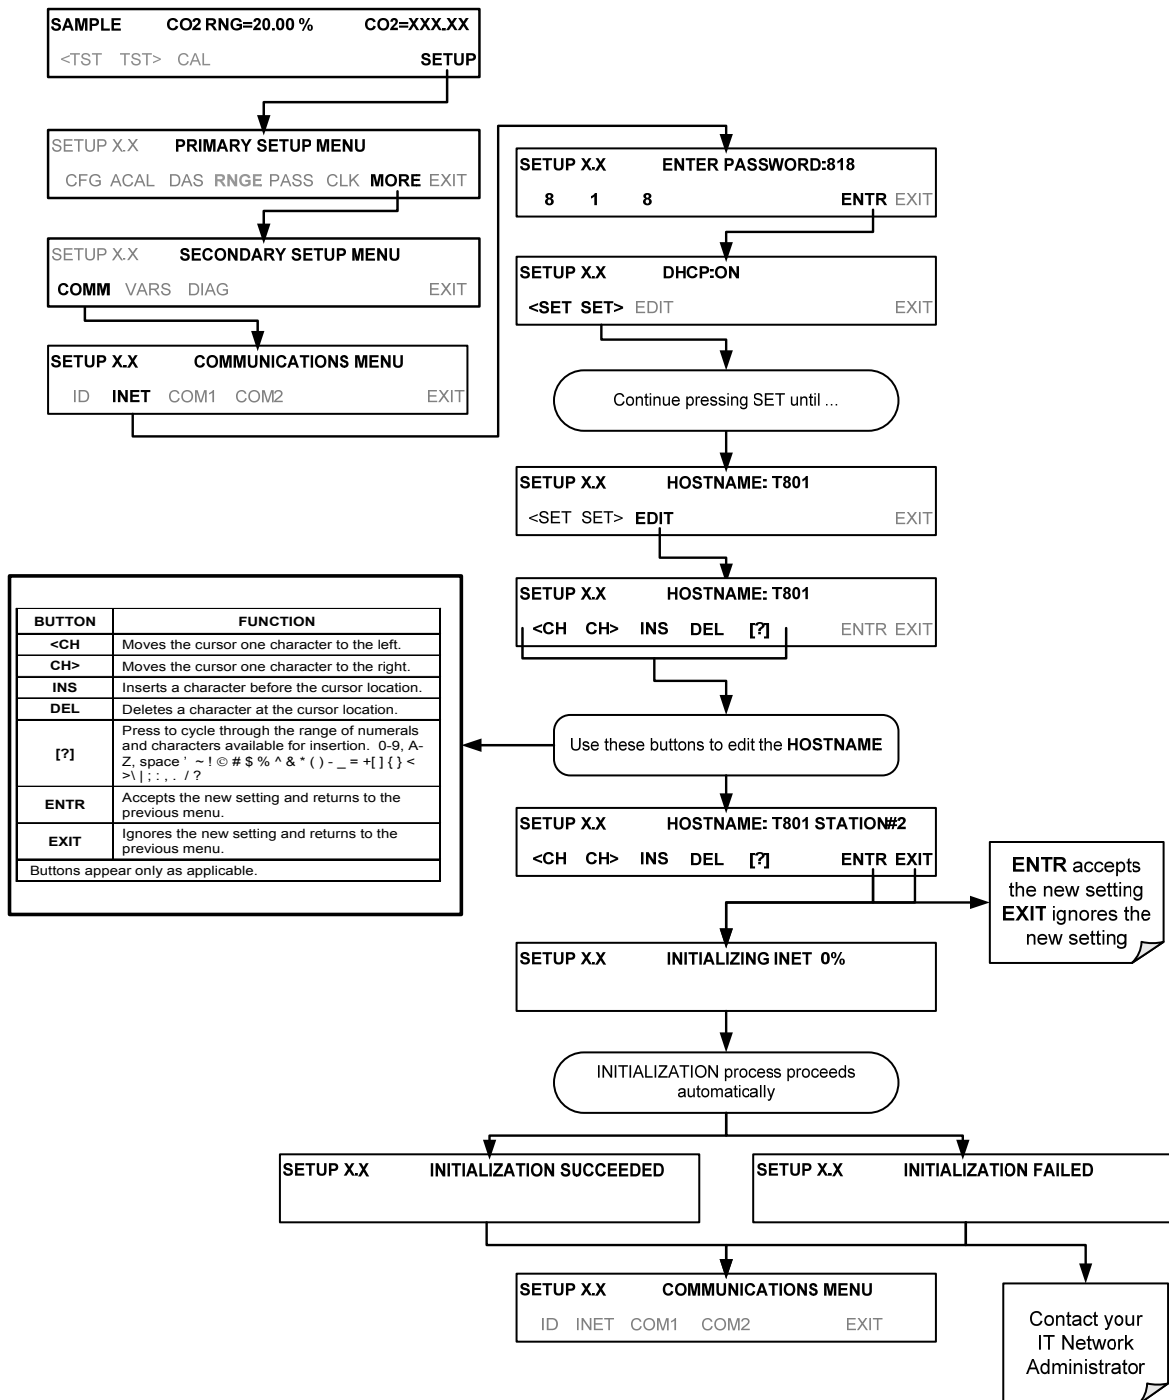 SAMPLE CO2 RNG=20.00 % CO2=XXX.XX
<TST TST> CAL SETUP
SETUP X.X PRIMARY SETUP MENU
CFG ACAL DAS RNGE PASS CLK MORE EXIT
SETUP X.X SECONDARY SETUP MENU
COMM VARS DIAG EXIT
SETUP X.X COMMUNICATIONS MENU
ID INET COM1 COM2 EXIT
SETUP X.X ENTER PASSWORD:818
8 1 8 ENTR EXIT
SETUP X.X DHCP:ON
<SET SET> EDIT EXIT
Continue pressing SET until ...
SETUP X.X HOSTNAME: T801
<SET SET> EDIT EXIT
SETUP X.X HOSTNAME: T801
<CH CH> INS DEL [?] ENTR EXIT
Use these buttons to edit the HOSTNAME
BUTTON FUNCTION
<CH Moves the cursor one character to the left.
CH> Moves the cursor one character to the right.
INS Inserts a character before the cursor location.
DEL Deletes a character at the cursor location.
[?] Press to cycle through the range of numerals
and characters available for insertion. 0-9, A-
Z, space ' ~ ! © # $ % ^ & * ( ) - _ = +[ ] { } <
>\ | ; : , . / ?
ENTR Accepts the new setting and returns to the
previous menu.
EXIT Ignores the new setting and returns to the
previous menu.
Buttons appear only as applicable.
SETUP X.X HOSTNAME: T801 STATION#2
<CH CH> INS DEL [?] ENTR EXIT
ENTR accepts
the new setting
EXIT ignores the
new setting
SETUP X.X INITIALIZING INET 0%
INITIALIZATION process proceeds
automatically
SETUP X.X INITIALIZATION SUCCEEDED
SETUP X.X INITIALIZATION FAILED
SETUP X.X COMMUNICATIONS MENU
ID INET COM1 COM2 EXIT
Contact your
IT Network
Administrator